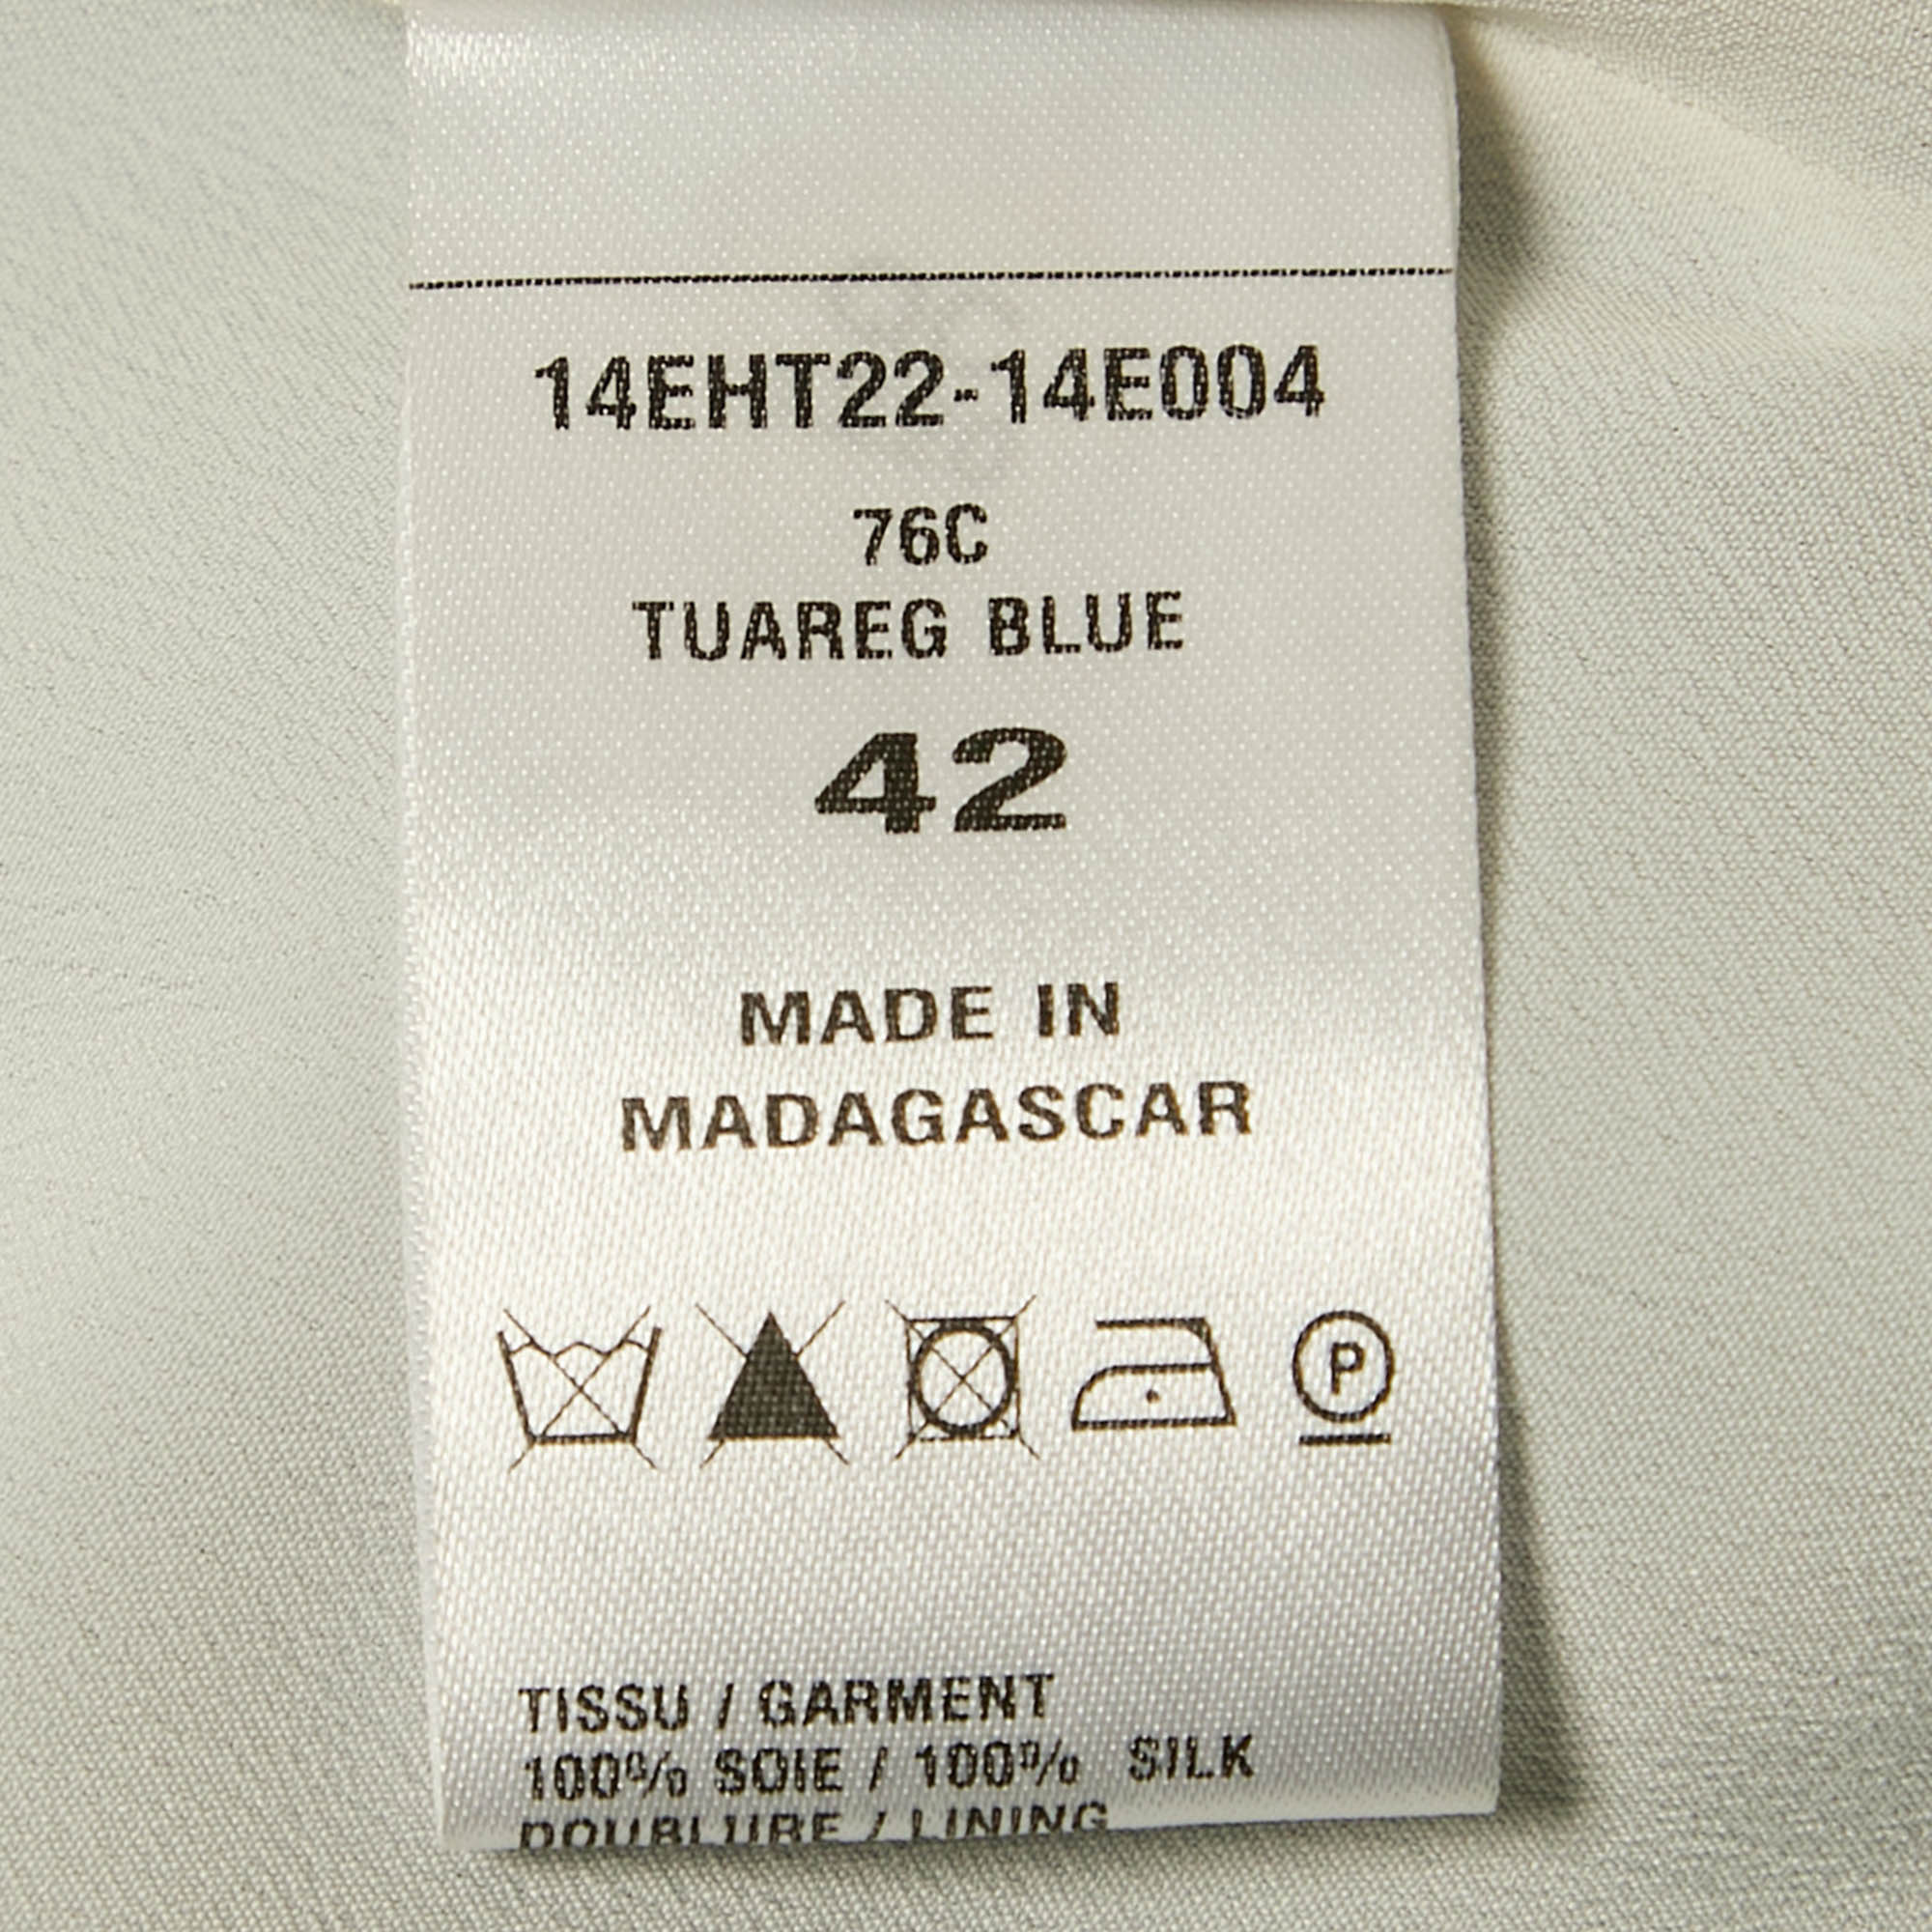 14EHT22-14E004
76C
TUAREG BLUE
42
MADE IN
MADAGASCAR
P
TISSU / GARMENT
100% SOIE / 100% SILK
DOUBLURE / LINING